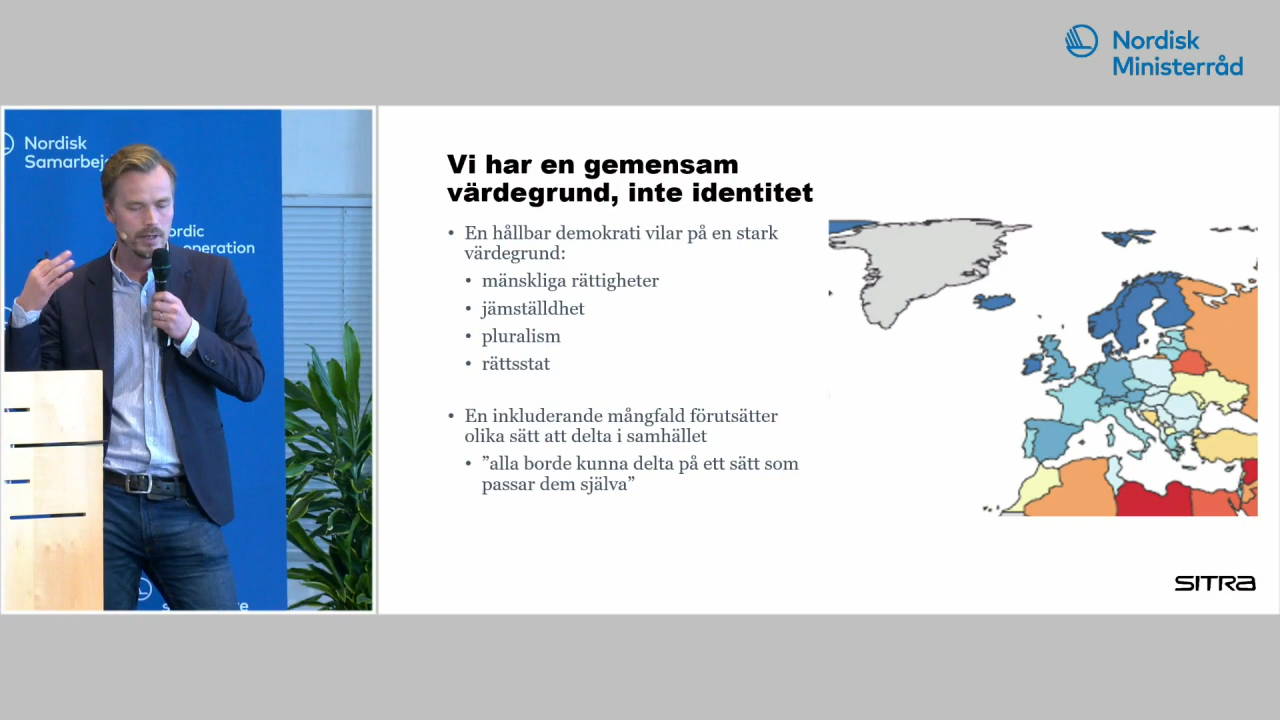 Nordisk
Ministerråd
Nordisk
Samarbej
ordic
operation
Vi har en gemensam
värdegrund, inte identitet
• En hållbar demokrati vilar på en stark
värdegrund:
• mänskliga rättigheter
• jämställdhet
• pluralism
• rättsstat
• En inkluderande mångfald förutsätter
olika sätt att delta i samhället
• ”alla borde kunna delta på ett sätt som
passar dem själva”
SITRA